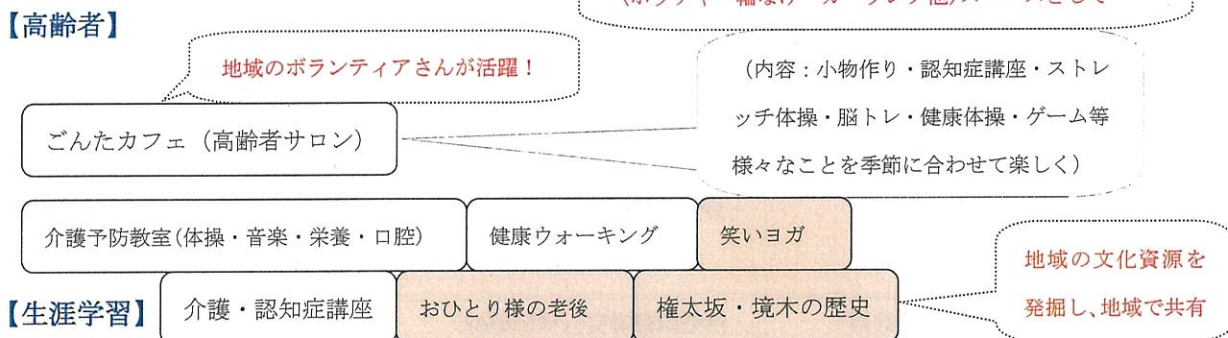 【高齢者】
地域のボランティアさんが活躍！
(内容：小物作り・認知症講座・ストレ
ッチ体操・脳トレ・健康体操・ゲーム等
様々なことを季節に合わせて楽しく)
ごんたカフェ（高齢者サロン）
介護予防教室(体操・音楽・栄養・口腔)
健康ウォーキング
笑いヨガ
地域の文化資源を
発掘し、地域で共有
【生涯学習】
介護・認知症講座
おひとり様の老後
権太坂・境木の歴史